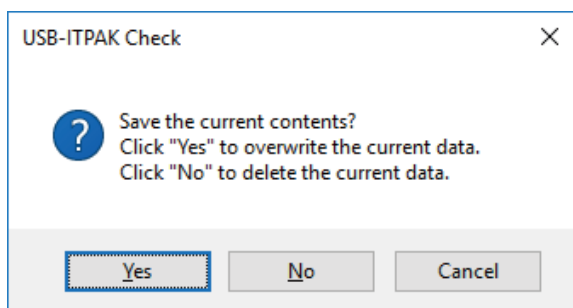 USB-ITPAK Check
?
Save the current contents?
Click "Yes" to overwrite the current data.
Click "No" to delete the current data.
Yes
No
Cancel